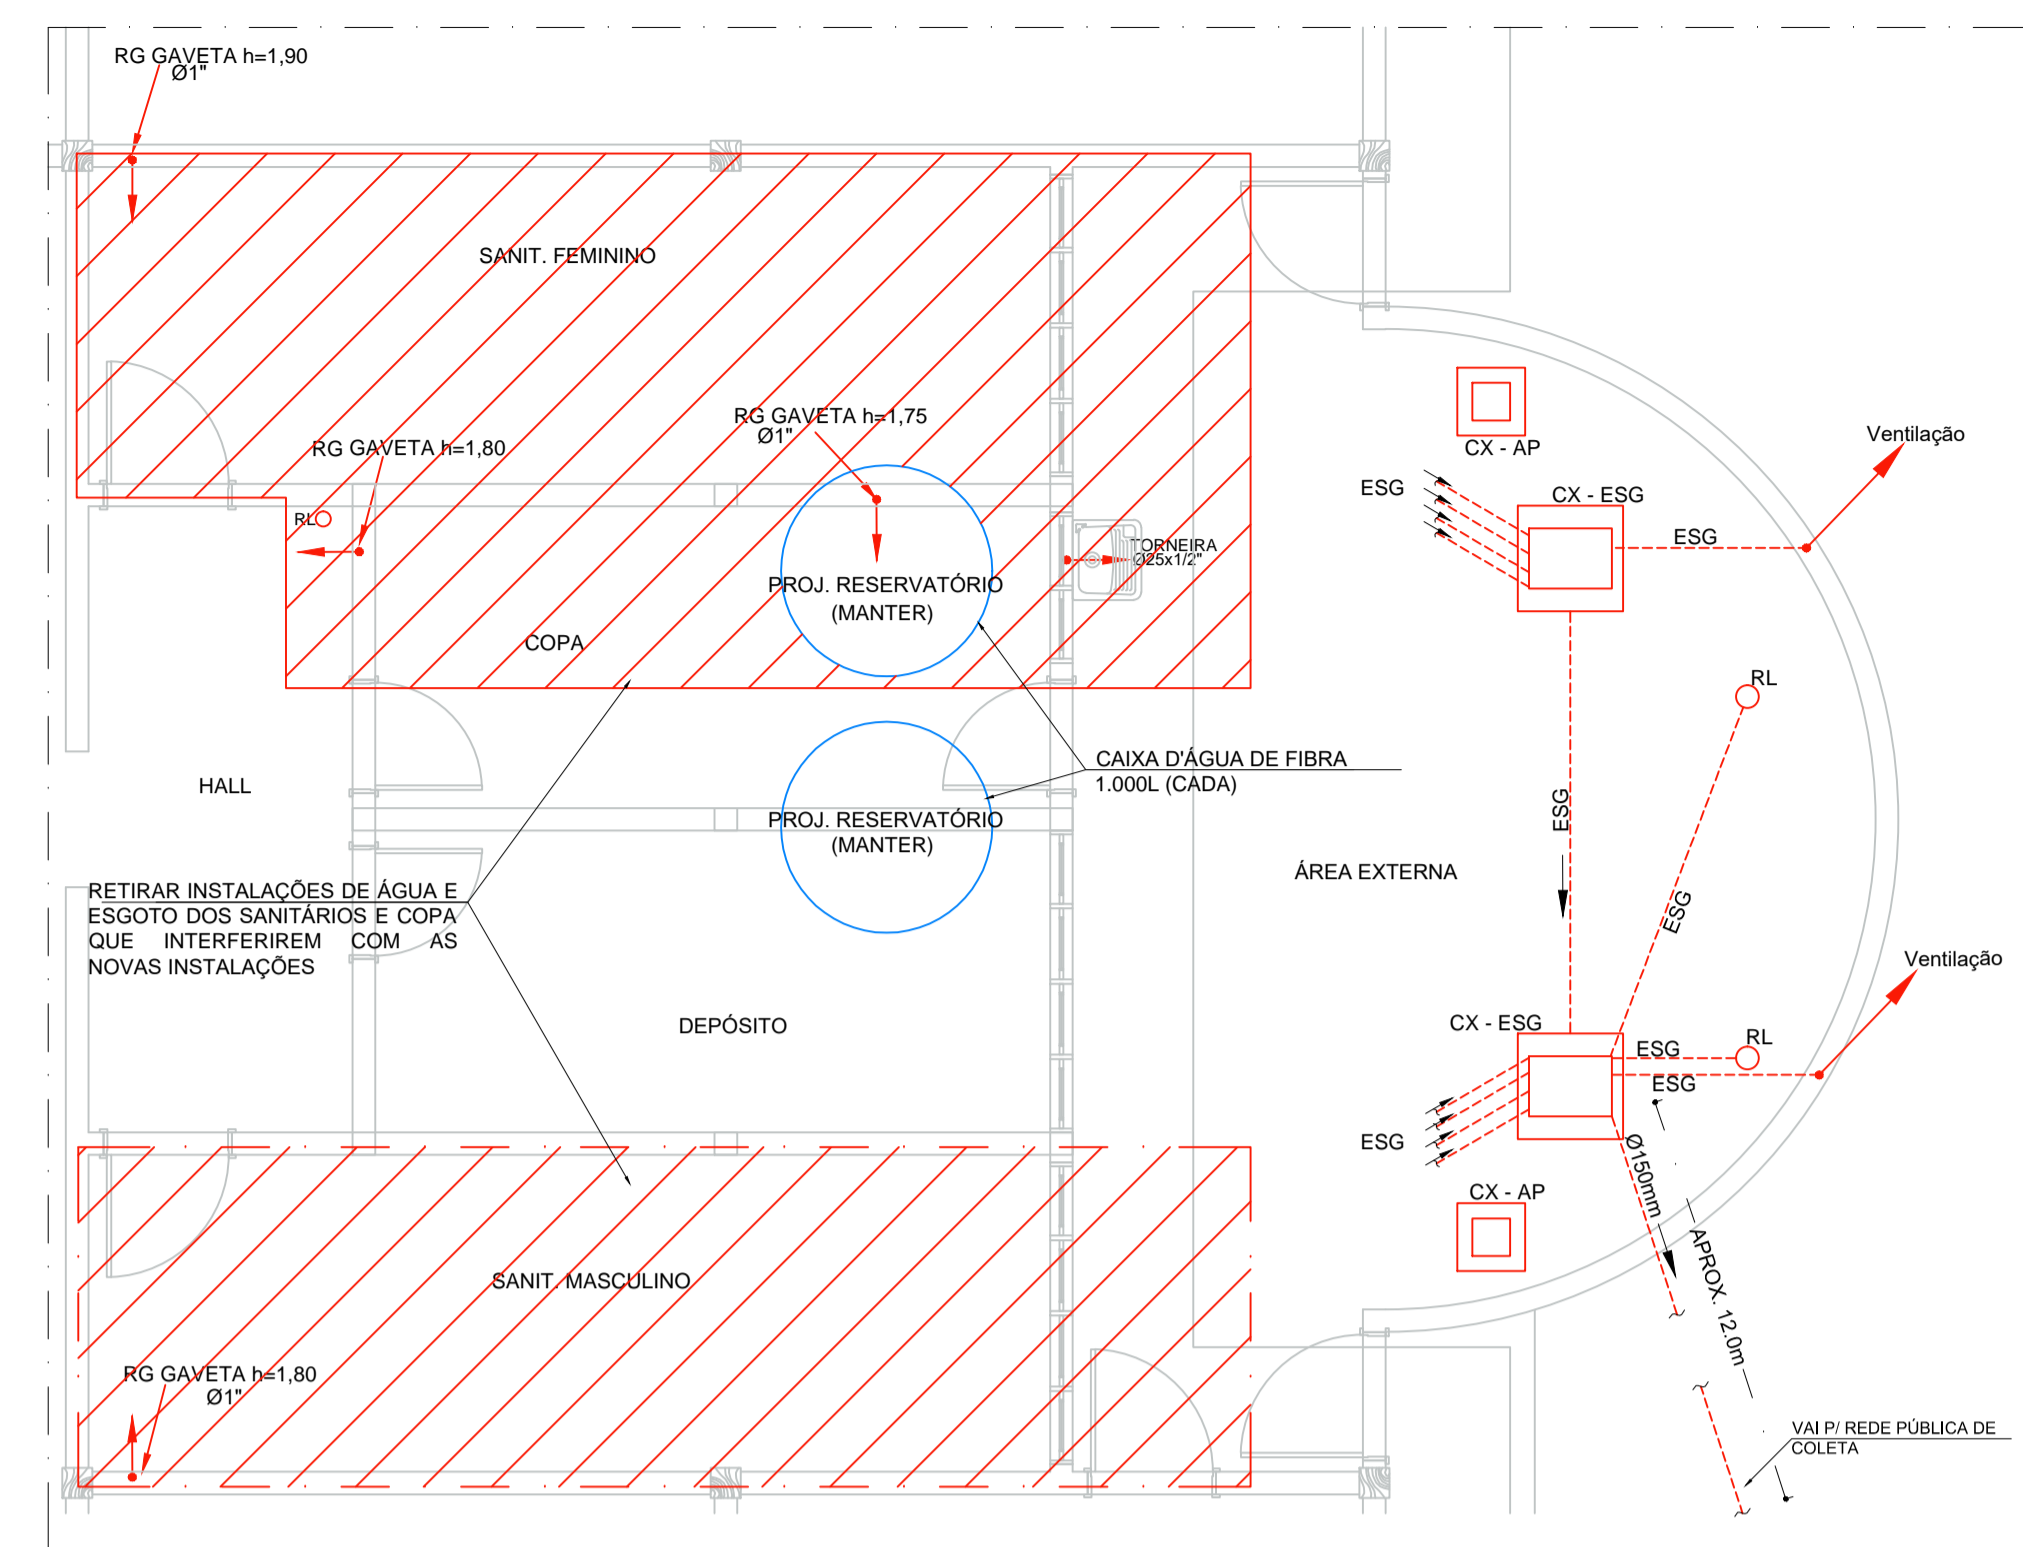 RG GAVETA h=1,90
Ø1"
SANIT. FEMININO
RG GAVETA h=1,75
Ø1"
RG GAVETA h=1,80
RL
TORNEIRA
Ø25x1/2"
PROJ. RESERVATÓRIO
(MANTER)
COPA
CX - AP
Ventilação
ESG
CX - ESG
ESG
RL
CAIXA D'ÁGUA DE FIBRA
1.000L (CADA)
HALL
PROJ. RESERVATÓRIO
(MANTER)
ESG
ÁREA EXTERNA
ESG
RETIRAR INSTALAÇÕES DE ÁGUA E
ESGOTO DOS SANITÁRIOS E COPA
QUE INTERFERIREM COM AS
NOVAS INSTALAÇÕES
Ventilação
DEPÓSITO
CX - ESG
RL
ESG
ESG
ESG
Ø150mm
CX - AP
APROX. 12.0m
SANIT. MASCULINO
RG GAVETA h=1,80
Ø1"
VAI P/ REDE PÚBLICA DE
COLETA